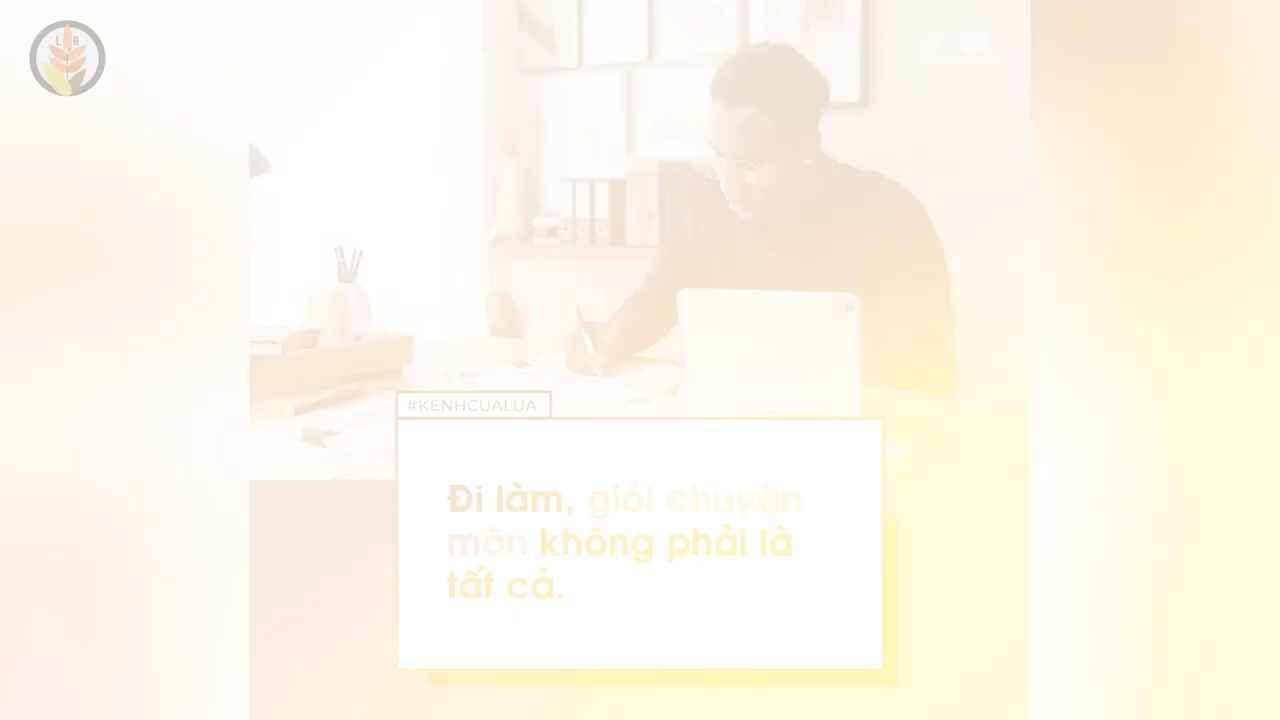 L A
#KENHCUALUA
Đi làm, giỏi chuyên
môn không phải là
tất cả.